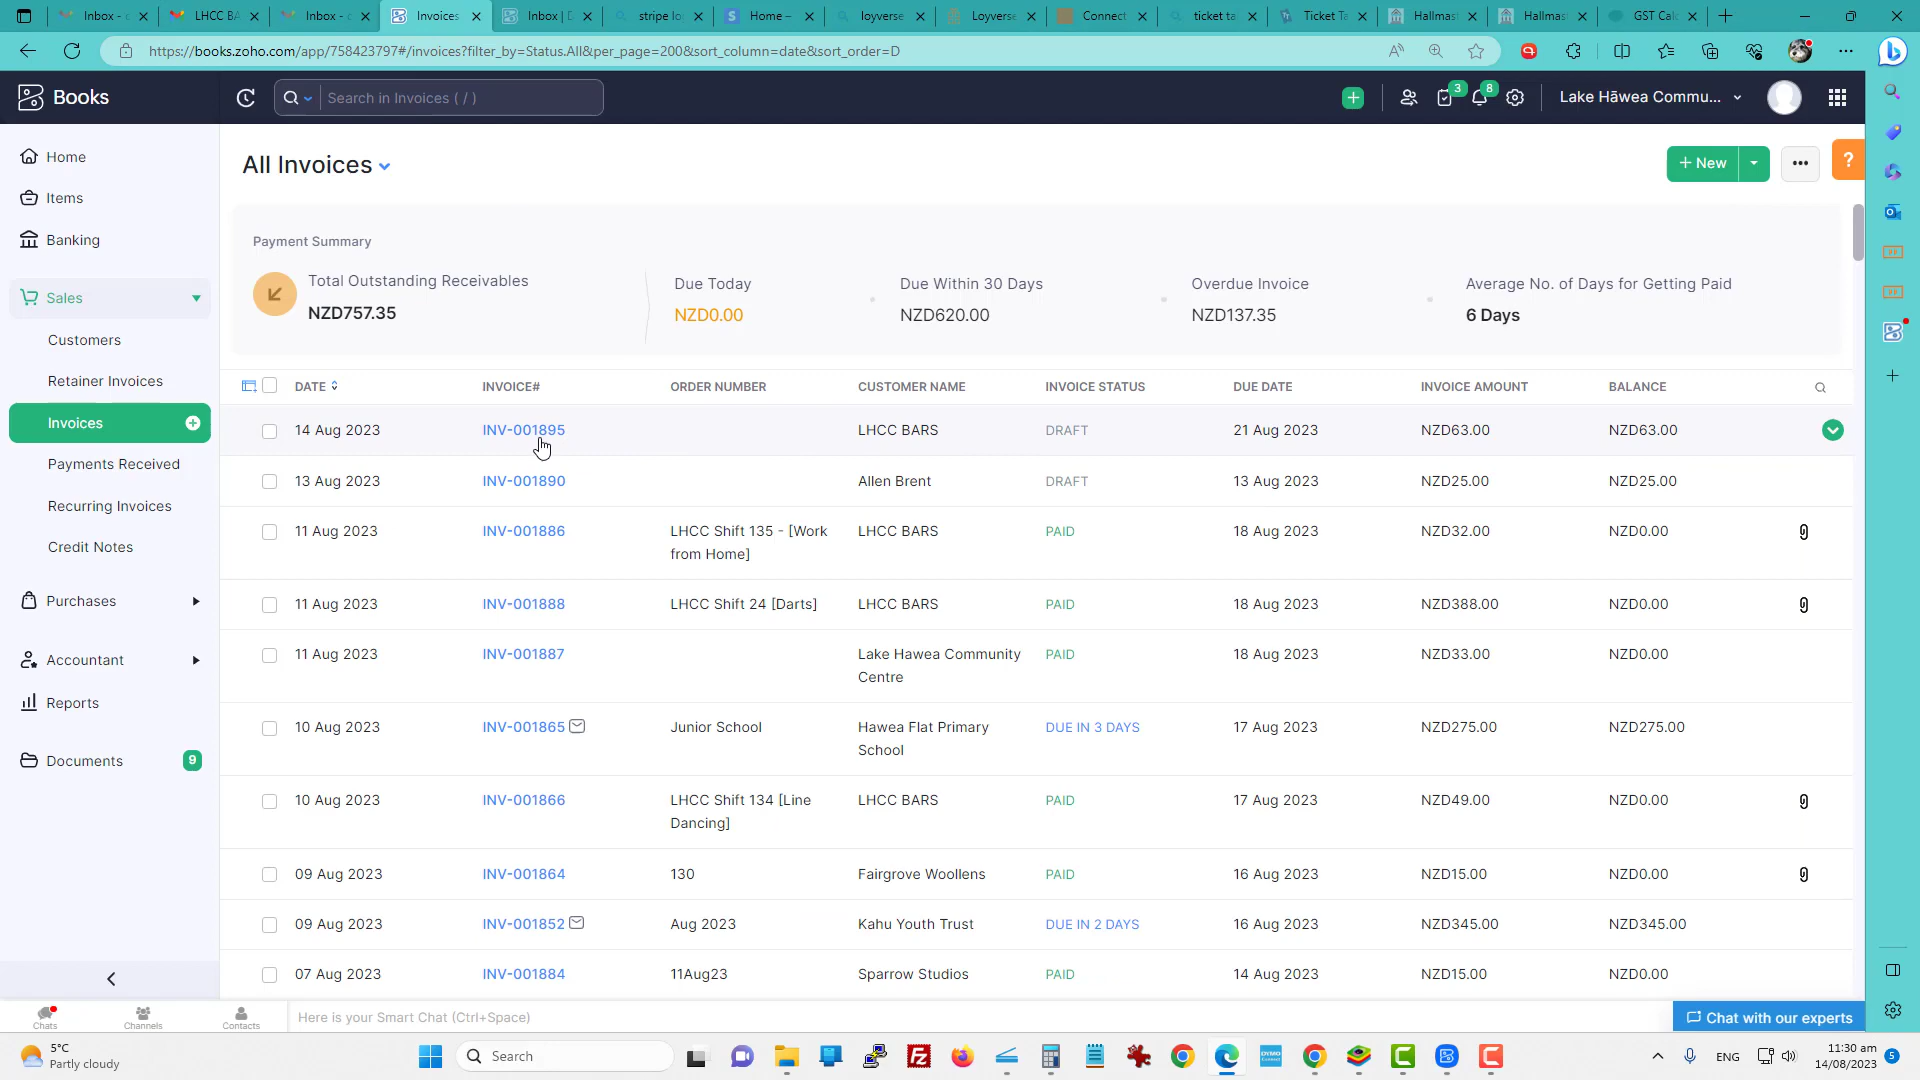 Inbox - c
LHCC BA
Inbox - c
Invoices
Inbox | D
stripe lo
Home –
loyverse
Loyverse
Connect
ticket ta
Ticket Ta
Hallmast
Hallmas
GST Calc
https://books.zoho.com/app/758423797#/invoices?filter_by=Status.All&per_page=200&sort_column=date&sort_order=D
Books
Search in Invoices ( / )
3
8
Lake Hāwea Commu...
Home
Items
Banking
Sales
Customers
Retainer Invoices
Invoices
Payments Received
Recurring Invoices
Credit Notes
Purchases
Accountant
Reports
Documents
9
All Invoices
+ New
?
Payment Summary
Total Outstanding Receivables
NZD757.35
Due Today
NZD0.00
Due Within 30 Days
NZD620.00
Overdue Invoice
NZD137.35
Average No. of Days for Getting Paid
6 Days
DATE INVOICE# ORDER NUMBER CUSTOMER NAME INVOICE STATUS DUE DATE INVOICE AMOUNT BALANCE
14 Aug 2023 INV-001895 LHCC BARS DRAFT 21 Aug 2023 NZD63.00 NZD63.00
13 Aug 2023 INV-001890 Allen Brent DRAFT 13 Aug 2023 NZD25.00 NZD25.00
11 Aug 2023 INV-001886 LHCC Shift 135 - [Work LHCC BARS PAID 18 Aug 2023 NZD32.00 NZD0.00
from Home]
11 Aug 2023 INV-001888 LHCC Shift 24 [Darts] LHCC BARS PAID 18 Aug 2023 NZD388.00 NZD0.00
11 Aug 2023 INV-001887 Lake Hawea Community PAID 18 Aug 2023 NZD33.00 NZD0.00
Centre
10 Aug 2023 INV-001865 Junior School Hawea Flat Primary DUE IN 3 DAYS 17 Aug 2023 NZD275.00 NZD275.00
School
10 Aug 2023 INV-001866 LHCC Shift 134 [Line LHCC BARS PAID 17 Aug 2023 NZD49.00 NZD0.00
Dancing]
09 Aug 2023 INV-001864 130 Fairgrove Woollens PAID 16 Aug 2023 NZD15.00 NZD0.00
09 Aug 2023 INV-001852 Aug 2023 Kahu Youth Trust DUE IN 2 DAYS 16 Aug 2023 NZD345.00 NZD345.00
07 Aug 2023 INV-001884 11Aug23 Sparrow Studios PAID 14 Aug 2023 NZD15.00 NZD0.00
Chats
Channels
Contacts
Here is your Smart Chat (Ctrl+Space)
Chat with our experts
5°C
Partly cloudy
Search
ENG
11:30 am
14/08/2023
5